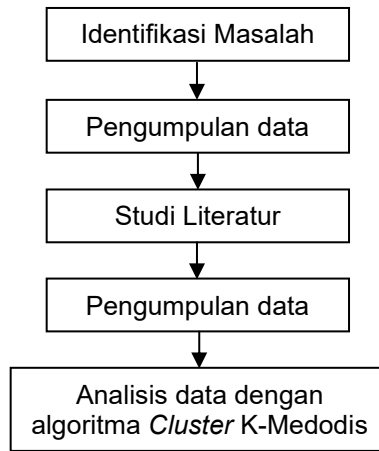 Identifikasi Masalah
Pengumpulan data
Studi Literatur
Pengumpulan data
Analisis data dengan
algoritma Cluster K-Medodis